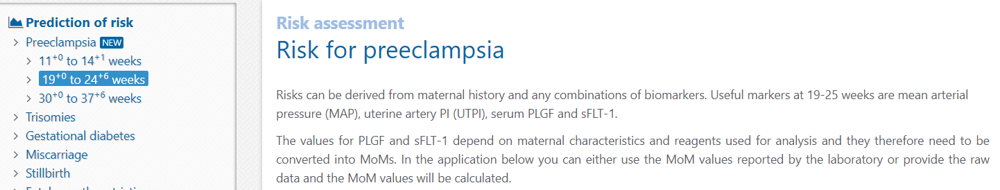 Prediction of risk
Preeclampsia NEW
11+0 to 14+1 weeks
19+0 to 24+6 weeks
30+0 to 37+6 weeks
Trisomies
Gestational diabetes
Miscarriage
Stillbirth
Risk assessment
Risk for preeclampsia
Risks can be derived from maternal history and any combinations of biomarkers. Useful markers at 19-25 weeks are mean arterial
pressure (MAP), uterine artery PI (UTPI), serum PLGF and sFLT-1.
The values for PLGF and sFLT-1 depend on maternal characteristics and reagents used for analysis and they therefore need to be
converted into MoMs. In the application below you can either use the MoM values reported by the laboratory or provide the raw
data and the MoM values will be calculated.